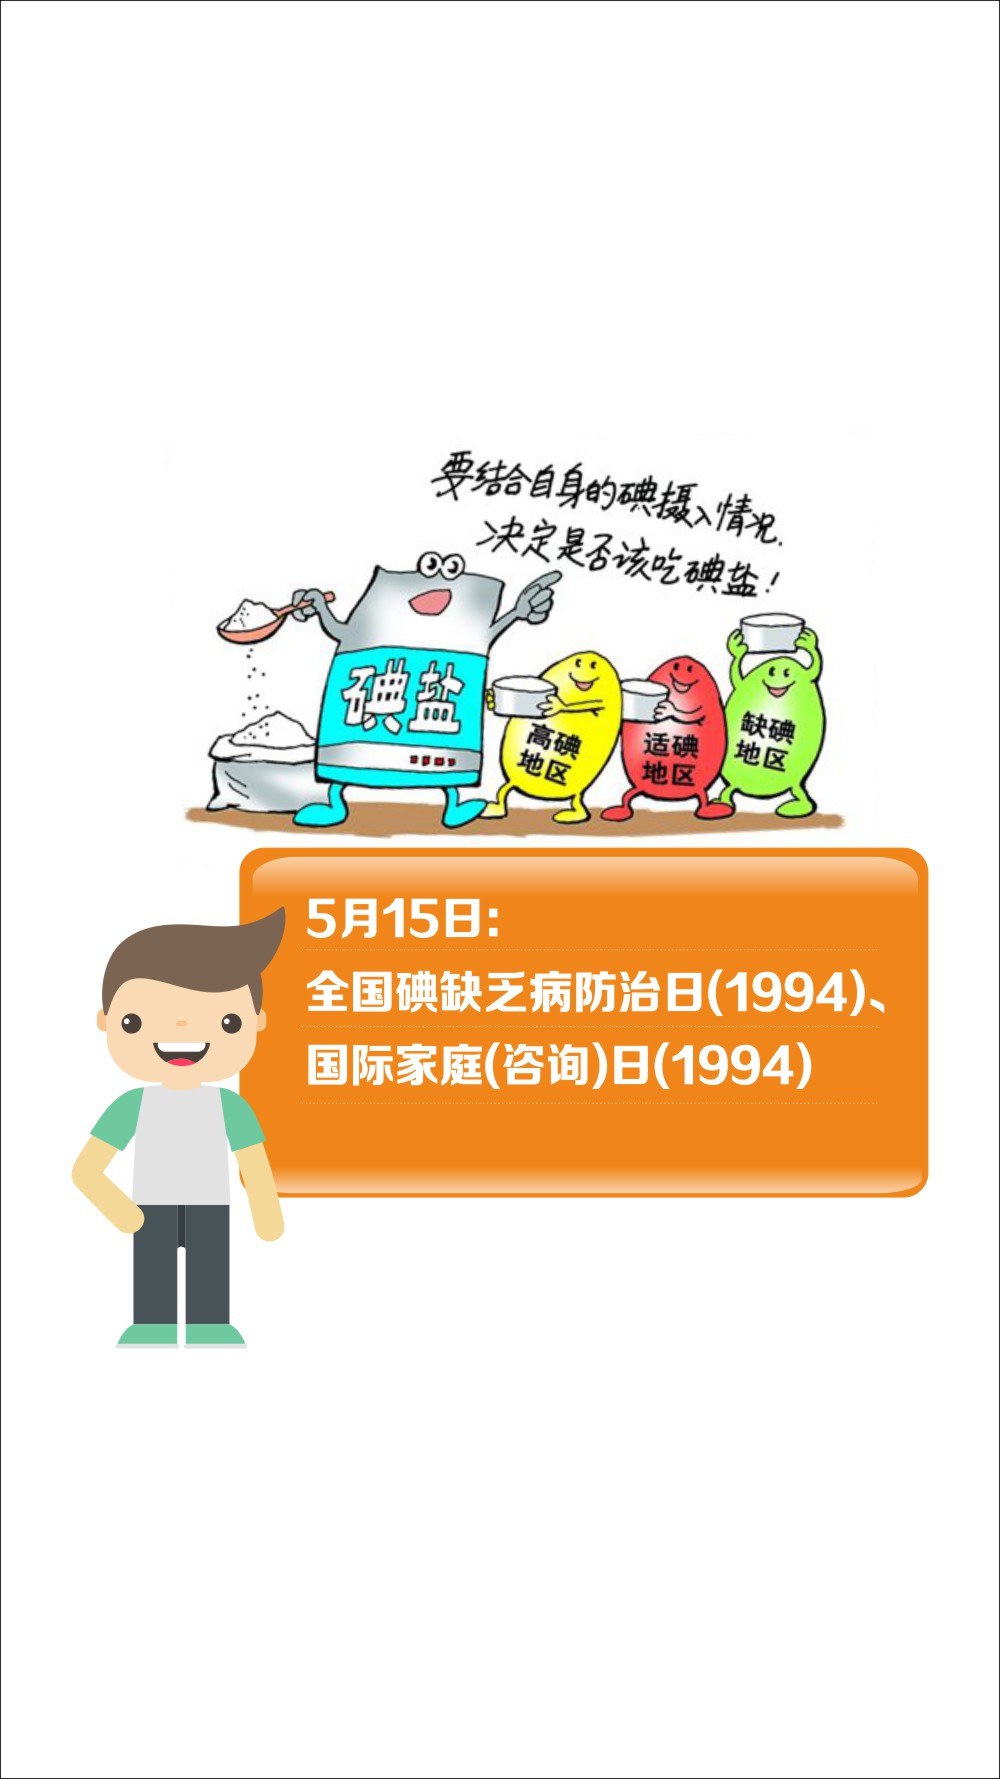 要结合自身的碘摄入情况.
决定是否该吃碘盐!
碘盐
高碘
地区
适碘
地区
缺碘
地区
5月15日:
全国碘缺乏病防治日(1994)、
国际家庭(咨询)日(1994)